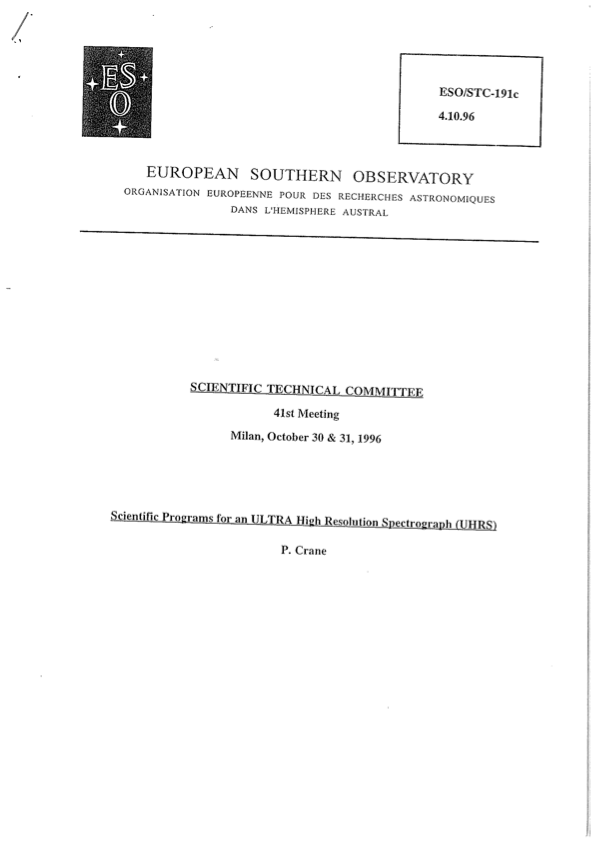 ES
O
ESO/STC-191c
4.10.96
EUROPEAN SOUTHERN OBSERVATORY
ORGANISATION EUROPEENNE POUR DES RECHERCHES ASTRONOMIQUES
DANS L'HEMISPHERE AUSTRAL
SCIENTIFIC TECHNICAL COMMITTEE
41st Meeting
Milan, October 30 & 31, 1996
Scientific Programs for an ULTRA High Resolution Spectrograph (UHRS)
P. Crane